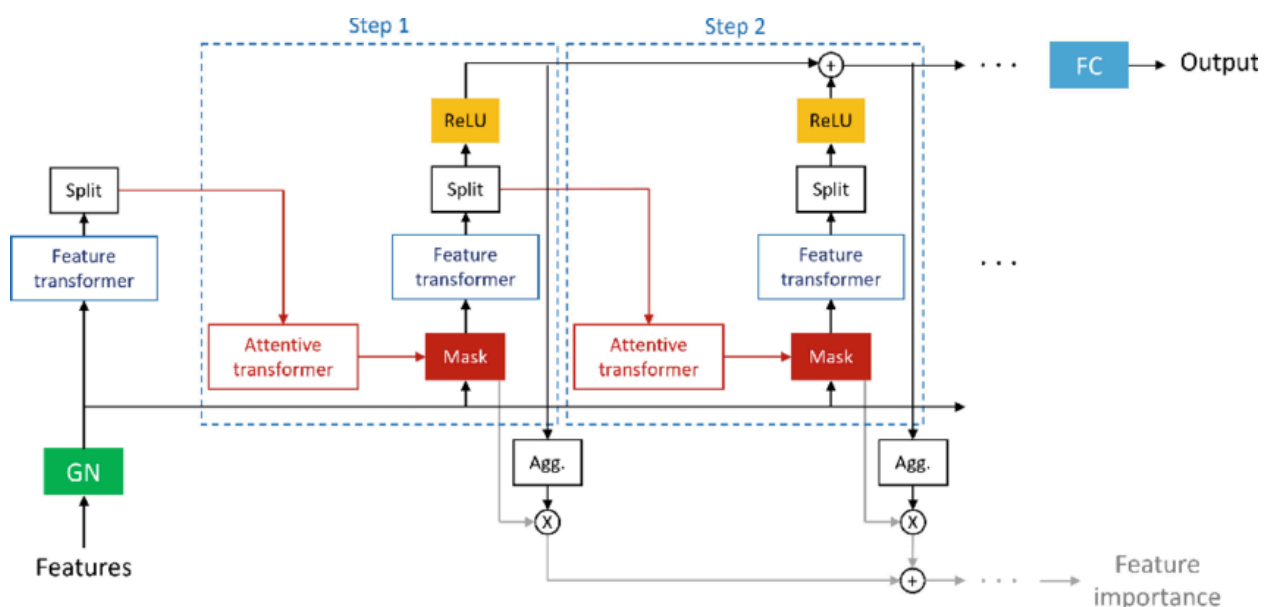 Step 1
Step 2
FC
Output
ReLU
ReLU
Split
Split
Split
Feature
transformer
Feature
transformer
Feature
transformer
Attentive
transformer
Mask
Attentive
transformer
Mask
GN
Agg.
Agg.
X
X
+
+
Features
Feature
importance
. . .
. . .
. . .